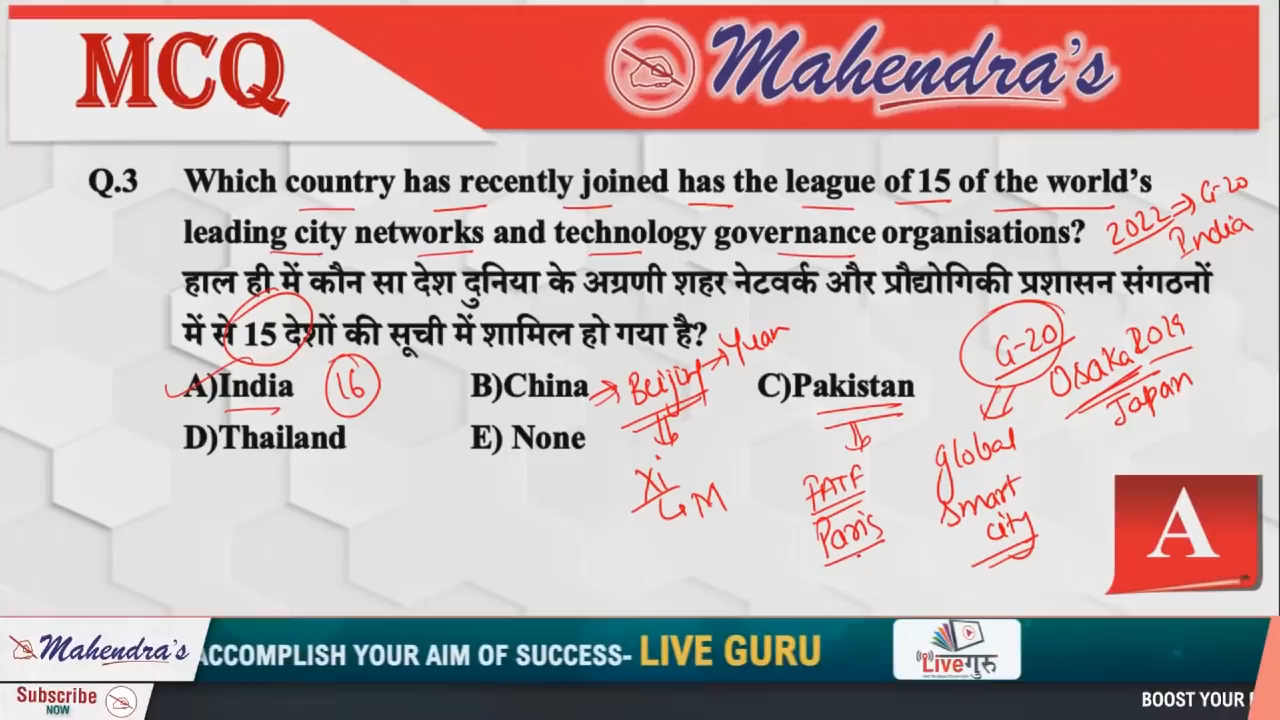 MCQ
Mahendra's
Q.3 Which country has recently joined has the league of 15 of the world's
leading city networks and technology governance organisations?
2022 ⇒ G-20
India
हाल ही में कौन सा देश दुनिया के अग्रणी शहर नेटवर्क और प्रौद्योगिकी प्रशासन संगठनों
में से 15 देशों की सूची में शामिल हो गया है?
A)India
16
B)China
Beijing → Yuan
C)Pakistan
G-20
Osaka 2019
Japan
D)Thailand
E) None
Xi
FATF
Paris
global
smart
city
A
Mahendra's
ACCOMPLISH YOUR AIM OF SUCCESS- LIVE GURU
Liveगुरु
Subscribe
NOW
BOOST YOUR